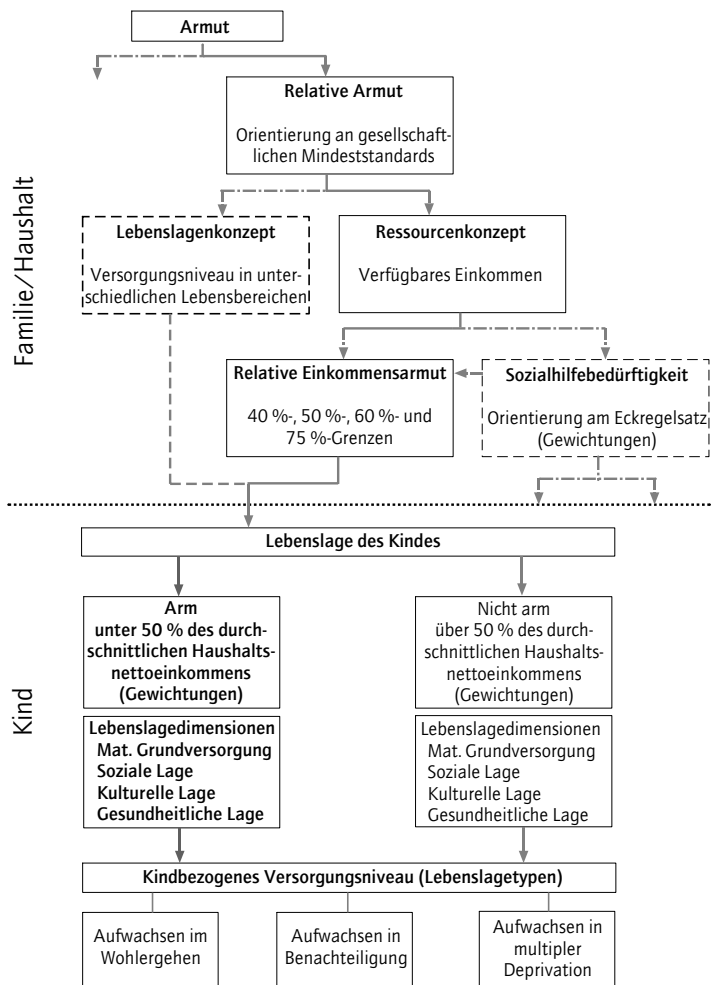 Armut
Relative Armut
Orientierung an gesellschaft-
lichen Mindeststandards
Familie/Haushalt
Lebenslagenkonzept
Versorgungsniveau in unter-
schiedlichen Lebensbereichen
Ressourcenkonzept
Verfügbares Einkommen
Relative Einkommensarmut
40 %-, 50 %-, 60 %- und
75 %-Grenzen
Sozialhilfebedürftigkeit
Orientierung am Eckregelsatz
(Gewichtungen)
Kind
Lebenslage des Kindes
Arm
unter 50 % des durch-
schnittlichen Haushalts-
nettoeinkommens
(Gewichtungen)
Nicht arm
über 50 % des durch-
schnittlichen Haushalts-
nettoeinkommens
(Gewichtungen)
Lebenslagedimensionen
Mat. Grundversorgung
Soziale Lage
Kulturelle Lage
Gesundheitliche Lage
Lebenslagedimensionen
Mat. Grundversorgung
Soziale Lage
Kulturelle Lage
Gesundheitliche Lage
Kindbezogenes Versorgungsniveau (Lebenslagetypen)
Aufwachsen im
Wohlergehen
Aufwachsen in
Benachteiligung
Aufwachsen in
multipler
Deprivation